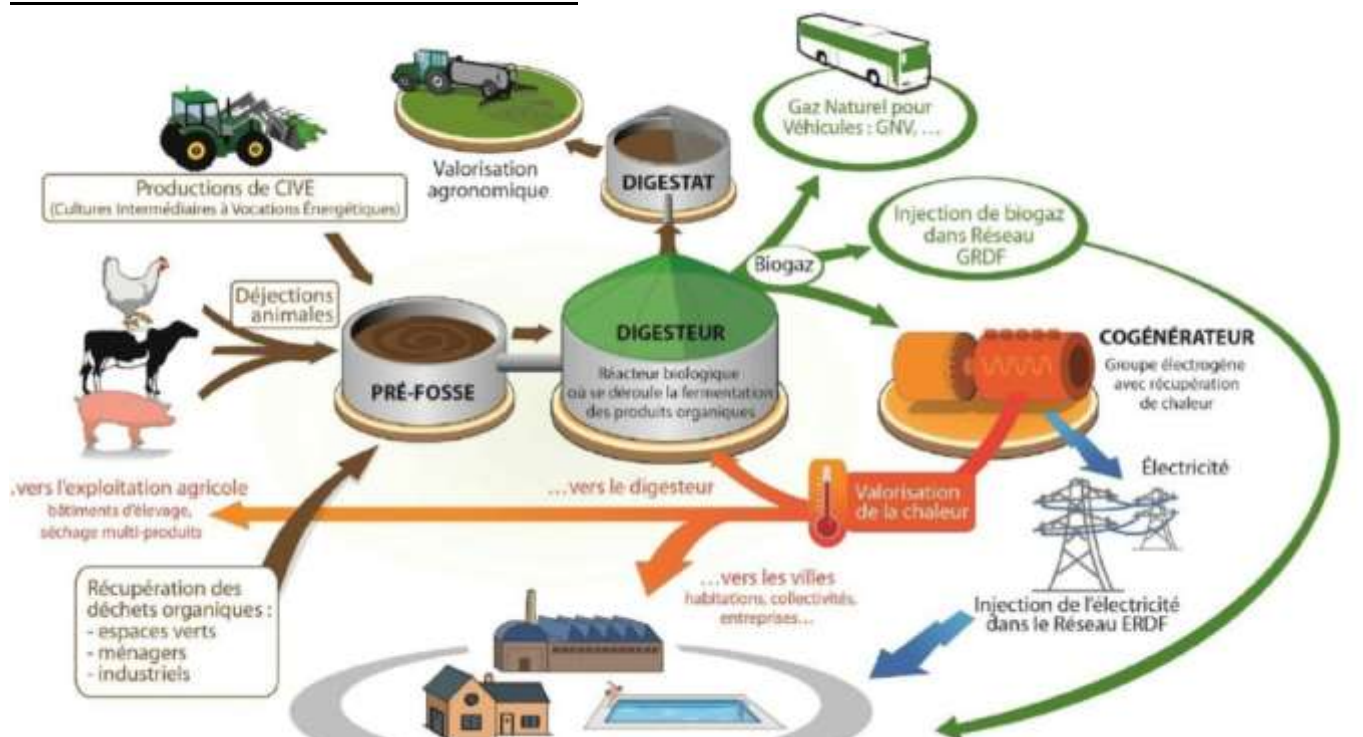 Gaz Naturel pour
Véhicules : GNV, ...
Productions de CIVE
(Cultures Intermédiaires à Vocations Énergétiques)
Valorisation
agronomique
DIGESTAT
Injection de biogaz
dans Réseau
GRDF
Biogaz
Déjections
animales
PRÉ-FOSSE
DIGESTEUR
Réacteur biologique
où se déroule la fermentation
des produits organiques
COGÉNÉRATEUR
Groupe électrogène
avec récupération
de chaleur
Électricité
...vers l'exploitation agricole
bâtiments d'élevage,
séchage multi-produits
...vers le digesteur
Valorisation
de la chaleur
...vers les villes
habitations, collectivités,
entreprises...
Injection de l'électricité
dans le Réseau ERDF
Récupération des
déchets organiques :
- espaces verts
- ménagers
- industriels